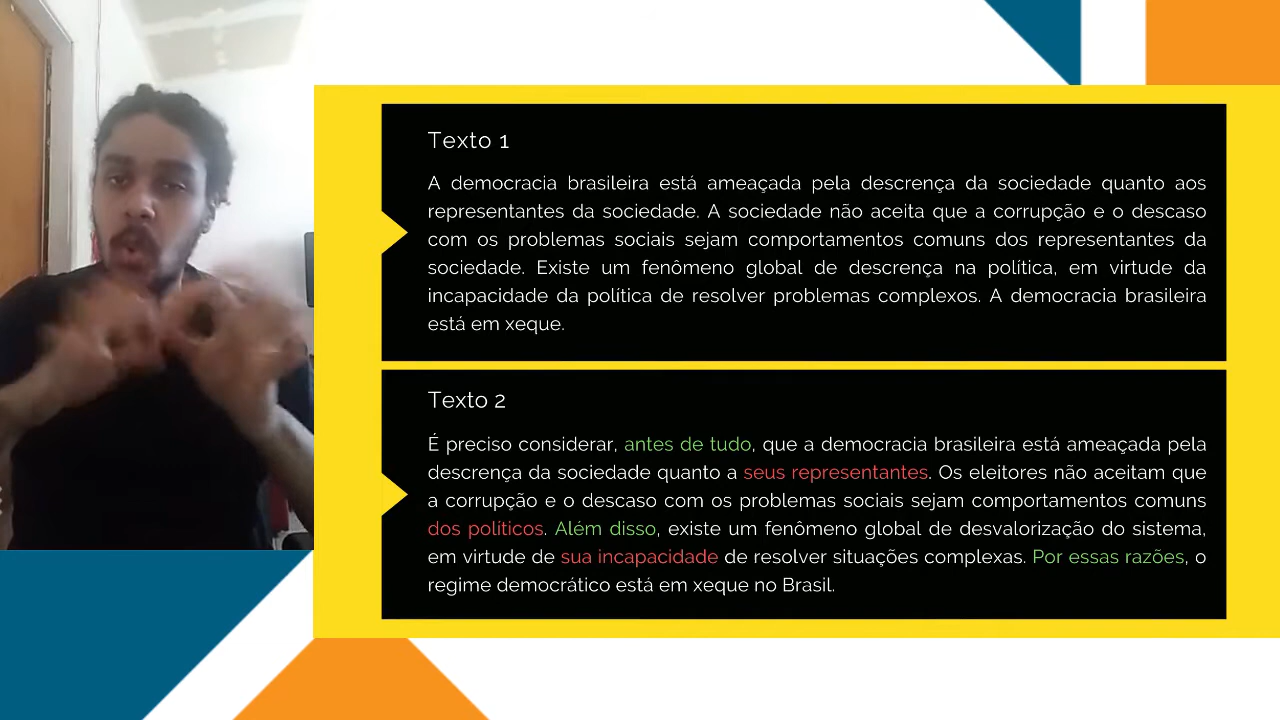 Texto 1
A democracia brasileira está ameaçada pela descrença da sociedade quanto aos
representantes da sociedade. A sociedade não aceita que a corrupção e o descaso
com os problemas sociais sejam comportamentos comuns dos representantes da
sociedade. Existe um fenômeno global de descrença na política, em virtude da
incapacidade da política de resolver problemas complexos. A democracia brasileira
está em xeque.
Texto 2
É preciso considerar, antes de tudo, que a democracia brasileira está ameaçada pela
descrença da sociedade quanto a seus representantes. Os eleitores não aceitam que
a corrupção e o descaso com os problemas sociais sejam comportamentos comuns
dos políticos. Além disso, existe um fenômeno global de desvalorização do sistema,
em virtude de sua incapacidade de resolver situações complexas. Por essas razões, o
regime democrático está em xeque no Brasil.